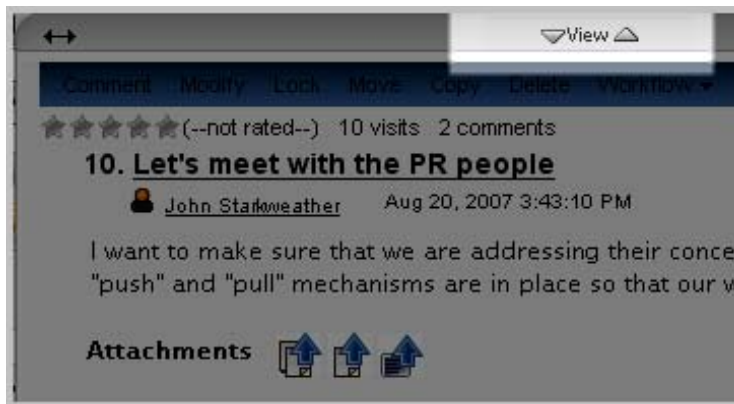 View
Comment Modify Lock Move Copy Delete Workflow
(--not rated--) 10 visits 2 comments
10. Let's meet with the PR people
John Starkweather Aug 20, 2007 3:43:10 PM
I want to make sure that we are addressing their conce
"push" and "pull" mechanisms are in place so that our w
Attachments